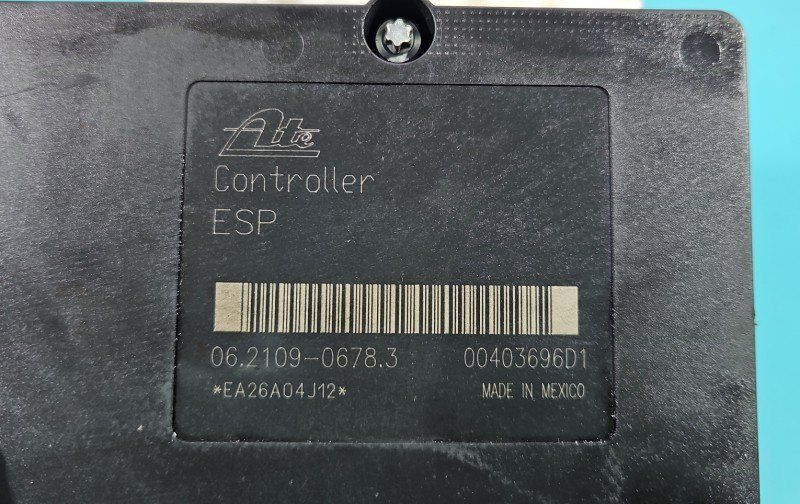 Ate
Controller
ESP
06.2109-0678.3 00403696D1
*EA26A04J12* MADE IN MEXICO